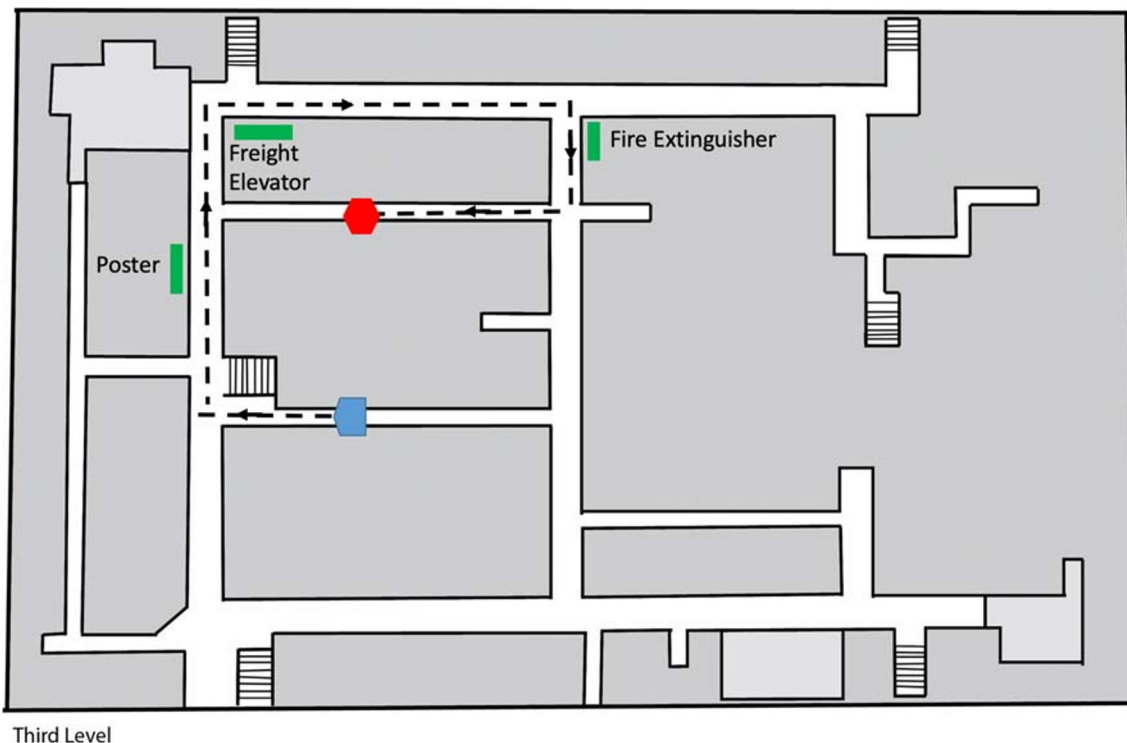 Freight
Elevator
Fire Extinguisher
Poster
Third Level